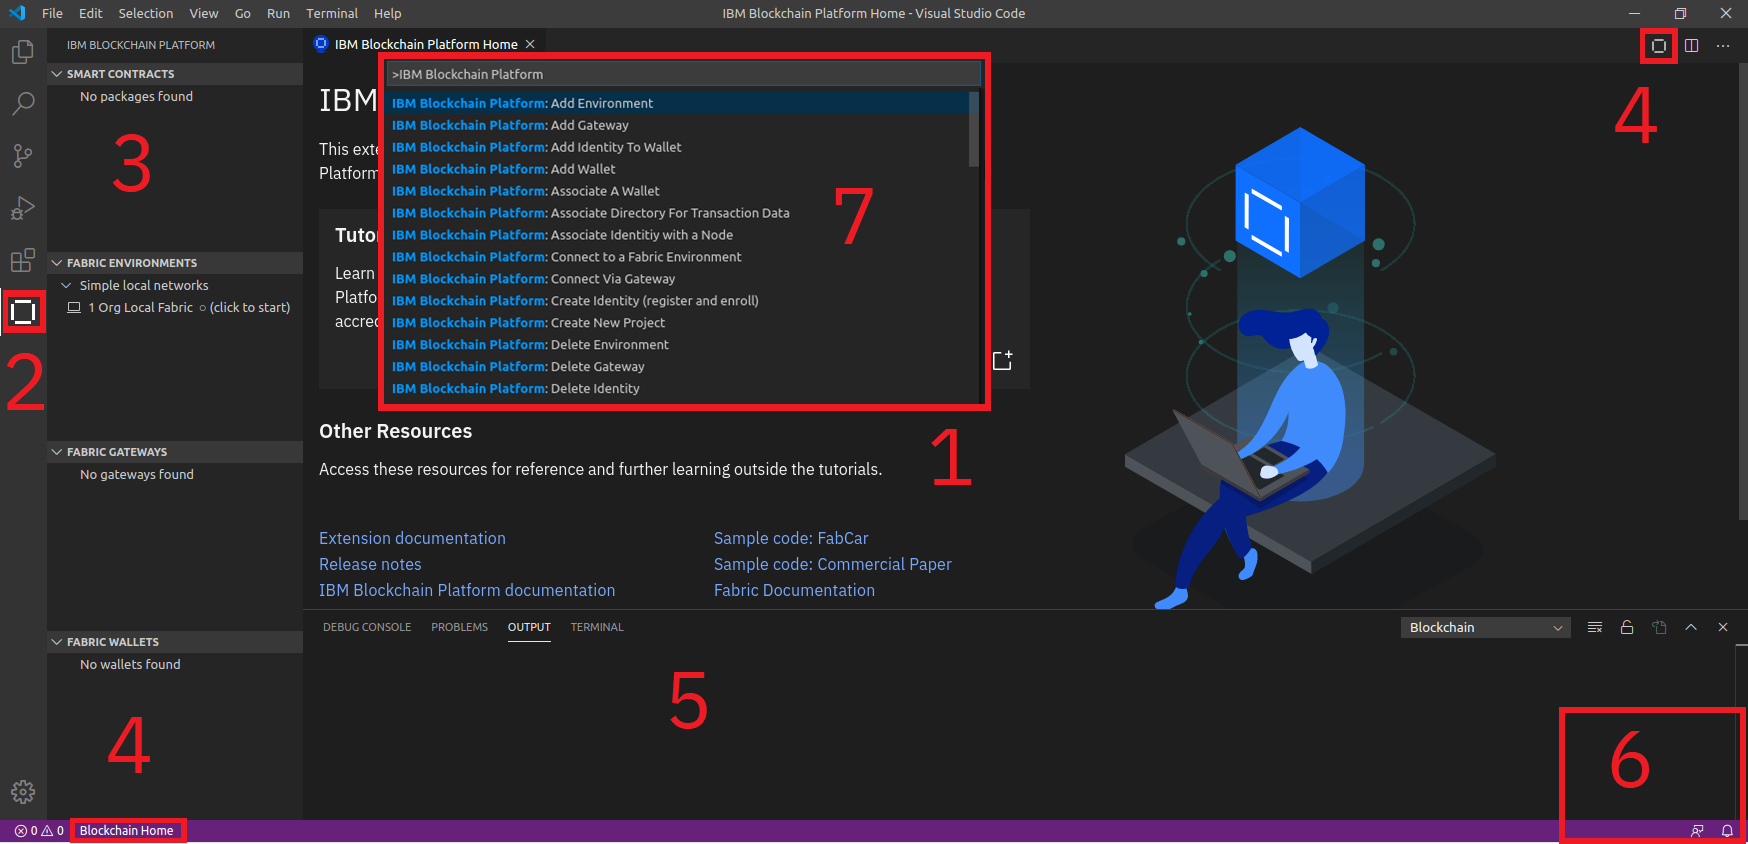 File Edit Selection View Go Run Terminal Help
IBM Blockchain Platform Home - Visual Studio Code
IBM BLOCKCHAIN PLATFORM
SMART CONTRACTS
No packages found
3
FABRIC ENVIRONMENTS
Simple local networks
1 Org Local Fabric ○ (click to start)
2
FABRIC GATEWAYS
No gateways found
FABRIC WALLETS
No wallets found
4
IBM Blockchain Platform Home
4
>IBM Blockchain Platform
IBM Blockchain Platform: Add Environment
IBM Blockchain Platform: Add Gateway
IBM Blockchain Platform: Add Identity To Wallet
IBM Blockchain Platform: Add Wallet
IBM Blockchain Platform: Associate A Wallet
IBM Blockchain Platform: Associate Directory For Transaction Data
IBM Blockchain Platform: Associate Identitiy with a Node
IBM Blockchain Platform: Connect to a Fabric Environment
IBM Blockchain Platform: Connect Via Gateway
IBM Blockchain Platform: Create Identity (register and enroll)
IBM Blockchain Platform: Create New Project
IBM Blockchain Platform: Delete Environment
IBM Blockchain Platform: Delete Gateway
IBM Blockchain Platform: Delete Identity
7
IBM
This exte
Platform
Tutor
Learn
Platfo
accred
Other Resources
1
Access these resources for reference and further learning outside the tutorials.
Extension documentation
Sample code: FabCar
Release notes
Sample code: Commercial Paper
IBM Blockchain Platform documentation
Fabric Documentation
DEBUG CONSOLE PROBLEMS OUTPUT TERMINAL
Blockchain
5
6
0 0 Blockchain Home